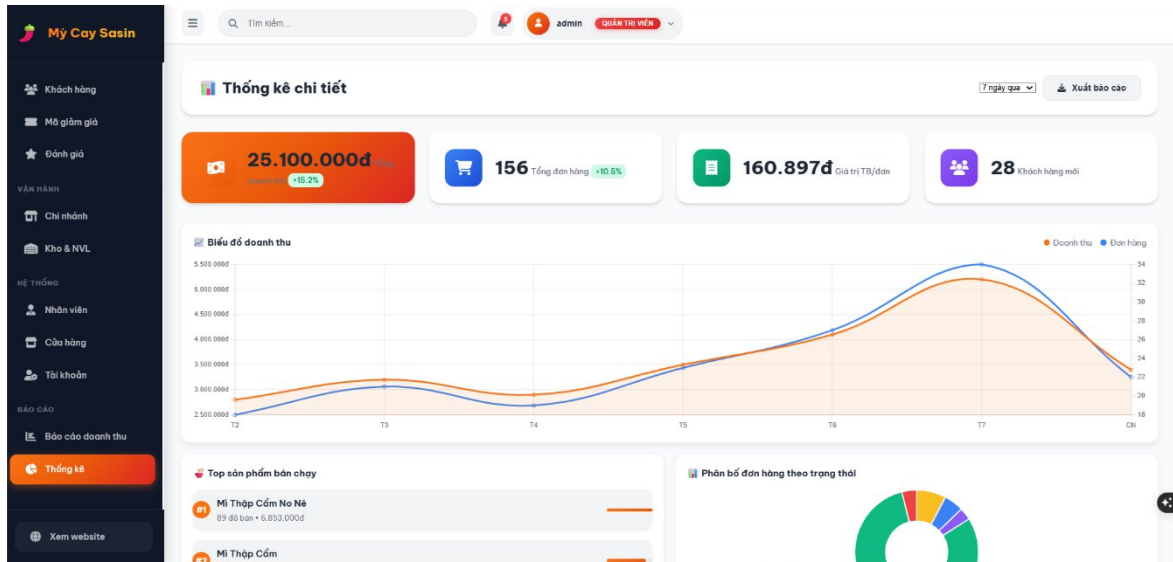 Mỳ Cay Sasin
Tìm kiếm...
admin
QUẢN TRỊ VIÊN
Khách hàng
Mã giảm giá
Đánh giá
VẬN HÀNH
Chi nhánh
Kho & NVL
HỆ THỐNG
Nhân viên
Cửa hàng
Tài khoản
BÁO CÁO
Báo cáo doanh thu
Thống kê
Xem website
Thống kê chi tiết
7 ngày qua
Xuất báo cáo
25.100.000đ
+15.2%
156 Tổng đơn hàng +10.5%
160.897đ Giá trị TB/đơn
28 Khách hàng mới
Biểu đồ doanh thu
Doanh thu Đơn hàng
5.500.000đ 34
32
5.000.000đ
30
4.500.000đ
28
4.000.000đ 26
24
3.500.000đ
22
3.000.000đ
20
2.500.000đ 18
T2 T3 T4 T5 T6 T7 CN
Top sản phẩm bán chạy
#1 Mì Thập Cẩm No Nê
89 đã bán • 6.853.000đ
#2 Mì Thập Cẩm
Phân bố đơn hàng theo trạng thái